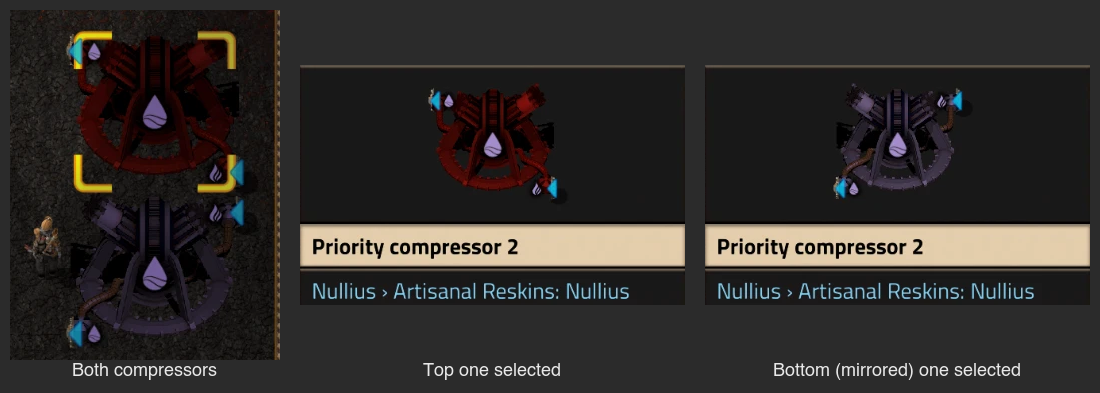 Priority compressor 2
Priority compressor 2
Nullius › Artisanal Reskins: Nullius
Nullius › Artisanal Reskins: Nullius
Both compressors
Top one selected
Bottom (mirrored) one selected